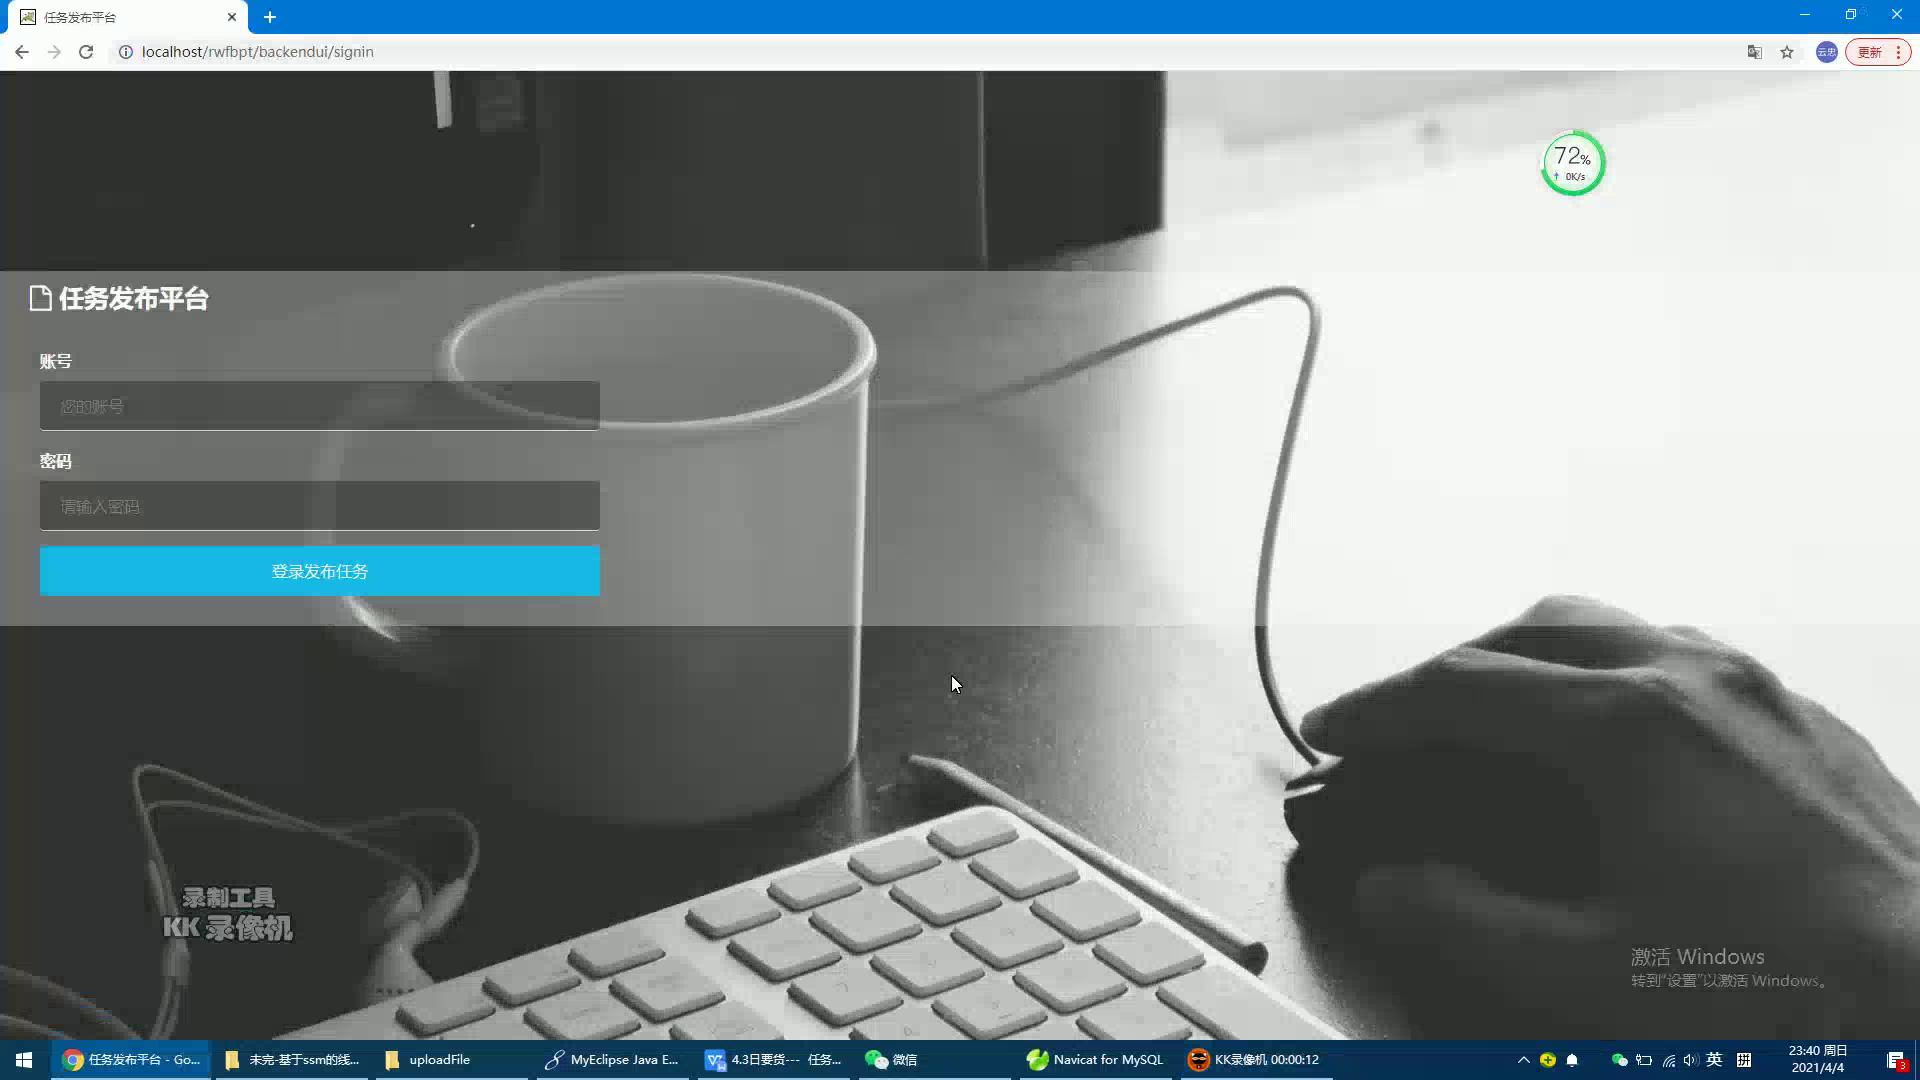 任务发布平台
localhost/rwfbpt/backendui/signin
云忠
更新
72%
0K/s
任务发布平台
账号
您的账号
密码
请输入密码
登录发布任务
录制工具
KK 录像机
激活 Windows
转到“设置”以激活 Windows。
任务发布平台 - Go...
未完-基于ssm的线...
uploadFile
MyEclipse Java E...
4.3日要货--- 任务...
微信
Navicat for MySQL
KK录像机 00:00:12
英
拼
23:40 周日
2021/4/4
3